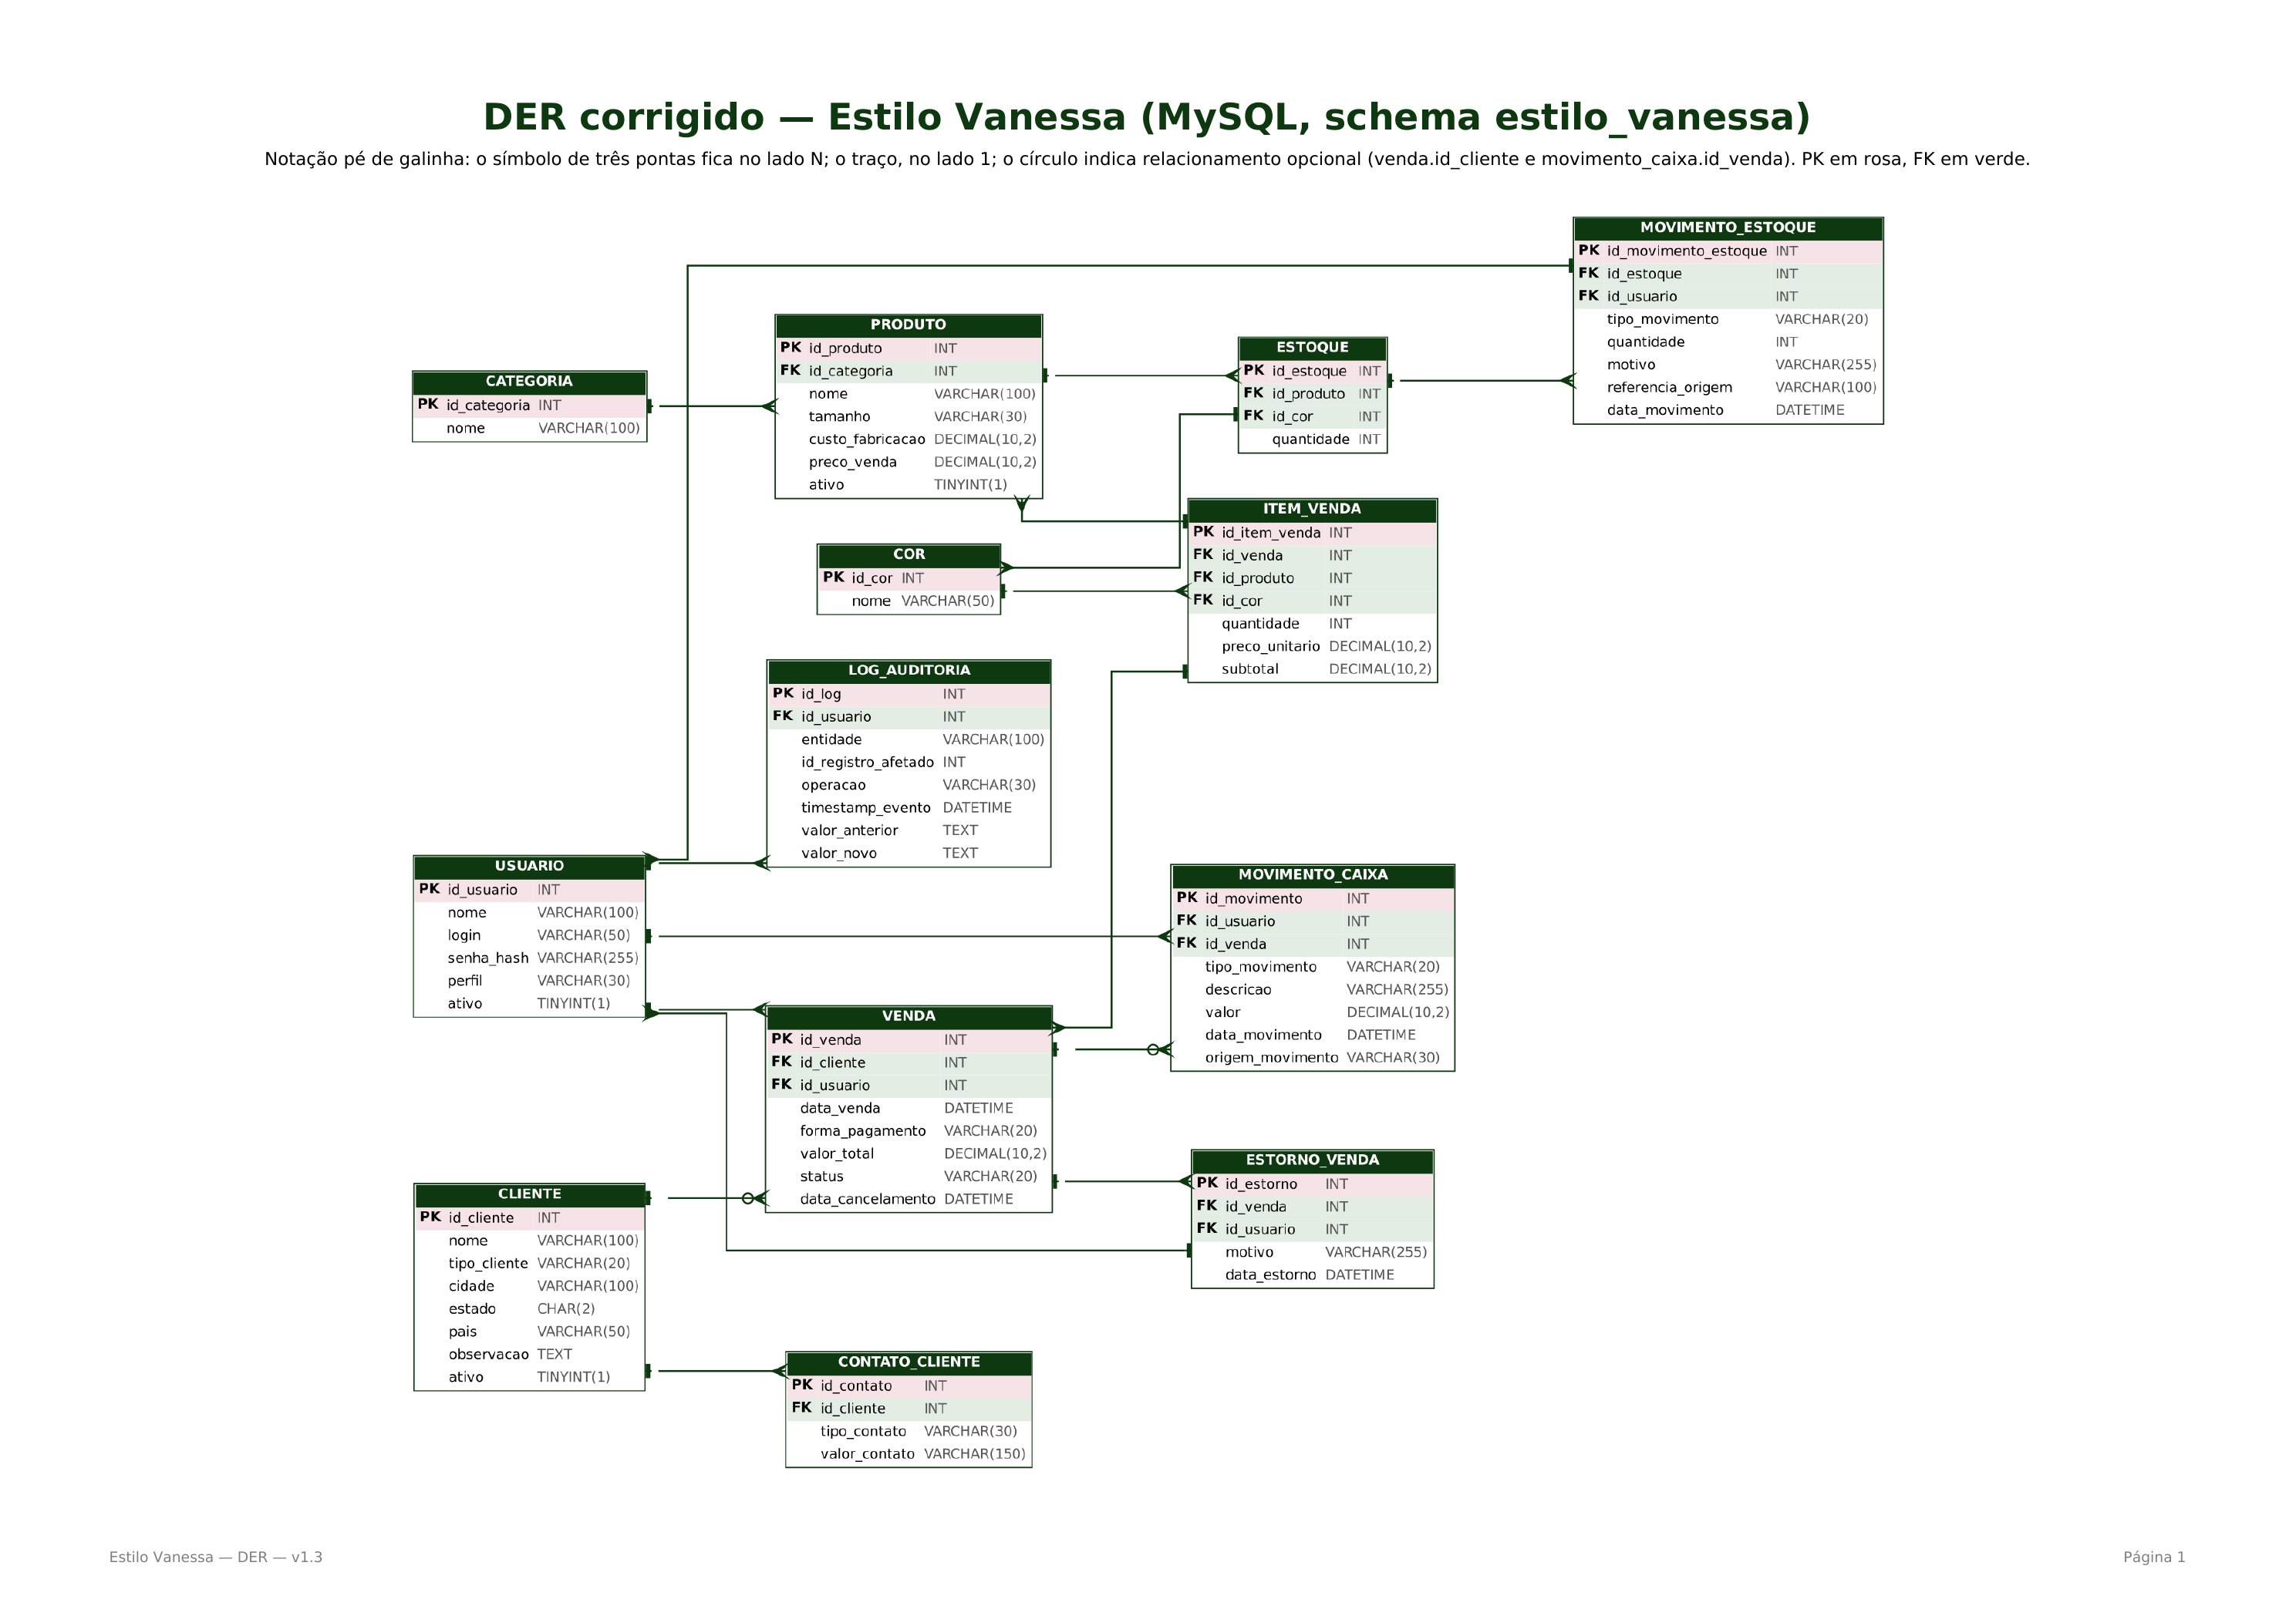 DER corrigido — Estilo Vanessa (MySQL, schema estilo_vanessa)
Notação pé de galinha: o símbolo de três pontas fica no lado N; o traço, no lado 1; o círculo indica relacionamento opcional (venda.id_cliente e movimento_caixa.id_venda). PK em rosa, FK em verde.
MOVIMENTO_ESTOQUE
PK id_movimento_estoque INT
FK id_estoque INT
FK id_usuario INT
tipo_movimento VARCHAR(20)
quantidade INT
motivo VARCHAR(255)
referencia_origem VARCHAR(100)
data_movimento DATETIME
PRODUTO
PK id_produto INT
FK id_categoria INT
nome VARCHAR(100)
tamanho VARCHAR(30)
custo_fabricacao DECIMAL(10,2)
preco_venda DECIMAL(10,2)
ativo TINYINT(1)
ESTOQUE
PK id_estoque INT
FK id_produto INT
FK id_cor INT
quantidade INT
CATEGORIA
PK id_categoria INT
nome VARCHAR(100)
ITEM_VENDA
PK id_item_venda INT
FK id_venda INT
FK id_produto INT
FK id_cor INT
quantidade INT
preco_unitario DECIMAL(10,2)
subtotal DECIMAL(10,2)
COR
PK id_cor INT
nome VARCHAR(50)
LOG_AUDITORIA
PK id_log INT
FK id_usuario INT
entidade VARCHAR(100)
id_registro_afetado INT
operacao VARCHAR(30)
timestamp_evento DATETIME
valor_anterior TEXT
valor_novo TEXT
USUARIO
PK id_usuario INT
nome VARCHAR(100)
login VARCHAR(50)
senha_hash VARCHAR(255)
perfil VARCHAR(30)
ativo TINYINT(1)
MOVIMENTO_CAIXA
PK id_movimento INT
FK id_usuario INT
FK id_venda INT
tipo_movimento VARCHAR(20)
descricao VARCHAR(255)
valor DECIMAL(10,2)
data_movimento DATETIME
origem_movimento VARCHAR(30)
VENDA
PK id_venda INT
FK id_cliente INT
FK id_usuario INT
data_venda DATETIME
forma_pagamento VARCHAR(20)
valor_total DECIMAL(10,2)
status VARCHAR(20)
data_cancelamento DATETIME
ESTORNO_VENDA
PK id_estorno INT
FK id_venda INT
FK id_usuario INT
motivo VARCHAR(255)
data_estorno DATETIME
CLIENTE
PK id_cliente INT
nome VARCHAR(100)
tipo_cliente VARCHAR(20)
cidade VARCHAR(100)
estado CHAR(2)
pais VARCHAR(50)
observacao TEXT
ativo TINYINT(1)
CONTATO_CLIENTE
PK id_contato INT
FK id_cliente INT
tipo_contato VARCHAR(30)
valor_contato VARCHAR(150)
Estilo Vanessa — DER — v1.3
Página 1